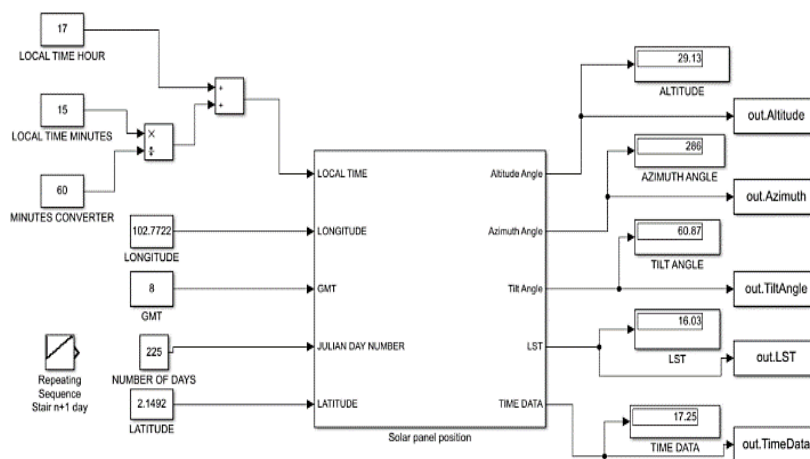 17
LOCAL TIME HOUR
15
LOCAL TIME MINUTES
×
÷
60
MINUTES CONVERTER
+
+
102.7722
LONGITUDE
8
GMT
Repeating
Sequence
Stair n+1 day
225
NUMBER OF DAYS
2.1492
LATITUDE
LOCAL TIME
LONGITUDE
GMT
JULIAN DAY NUMBER
LATITUDE
Altitude Angle
Azimuth Angle
Tilt Angle
LST
TIME DATA
Solar panel position
29.13
ALTITUDE
out.Altitude
286
AZIMUTH ANGLE
out.Azimuth
60.87
TILT ANGLE
out.TiltAngle
16.03
LST
out.LST
17.25
TIME DATA
out.TimeData